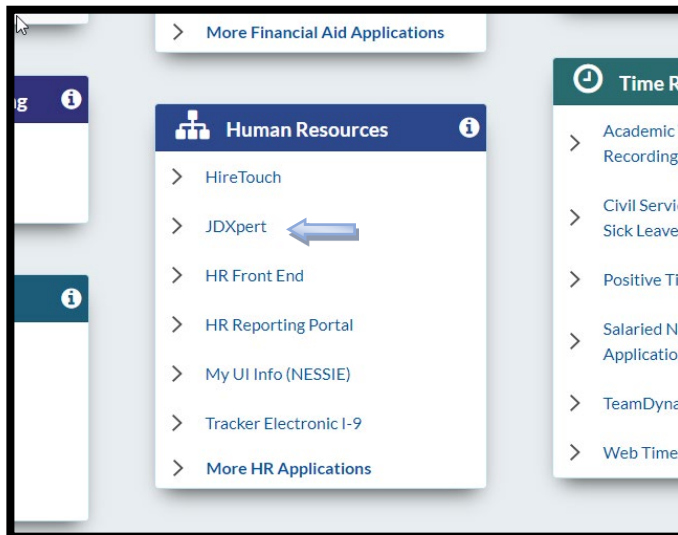 More Financial Aid Applications
Human Resources
HireTouch
JDXpert
HR Front End
HR Reporting Portal
My UI Info (NESSIE)
Tracker Electronic I-9
More HR Applications
Time R
Academic
Recording
Civil Servi
Sick Leave
Positive Ti
Salaried N
Applicatio
TeamDyna
Web Time